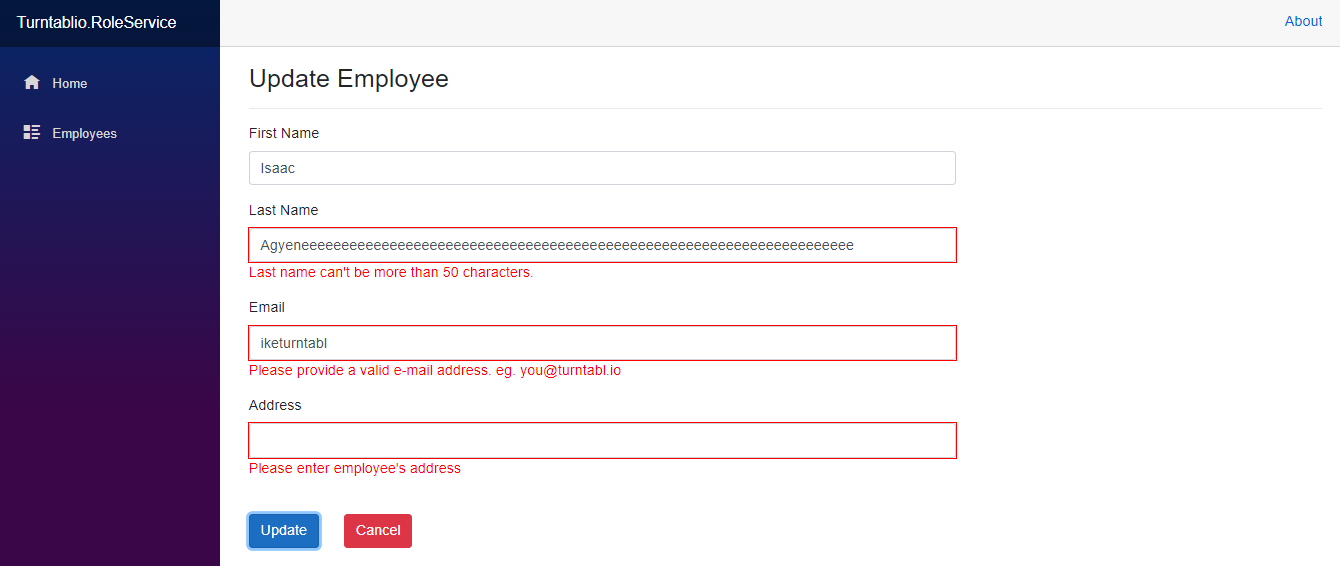 Turntablio.RoleService
About
Home
Employees
Update Employee
First Name
Isaac
Last Name
Agyeneeeeeeeeeeeeeeeeeeeeeeeeeeeeeeeeeeeeeeeeeeeeeeeeeeeeeeeeeeeeeeeeeeeeee
Last name can't be more than 50 characters.
Email
iketurntabl
Please provide a valid e-mail address. eg. you@turntabl.io
Address
Please enter employee's address
Update
Cancel